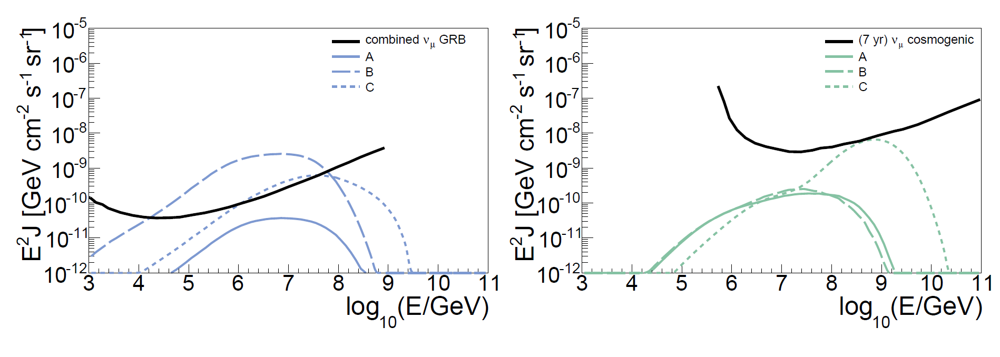 E²J [GeV cm⁻² s⁻¹ sr⁻¹]
10⁻⁵
10⁻⁶
10⁻⁷
10⁻⁸
10⁻⁹
10⁻¹⁰
10⁻¹¹
10⁻¹²
combined νμ GRB
A
B
C
3 4 5 6 7 8 9 10 11
log₁₀(E/GeV)
E²J [GeV cm⁻² s⁻¹ sr⁻¹]
10⁻⁵
10⁻⁶
10⁻⁷
10⁻⁸
10⁻⁹
10⁻¹⁰
10⁻¹¹
10⁻¹²
(7 yr) νμ cosmogenic
A
B
C
3 4 5 6 7 8 9 10 11
log₁₀(E/GeV)